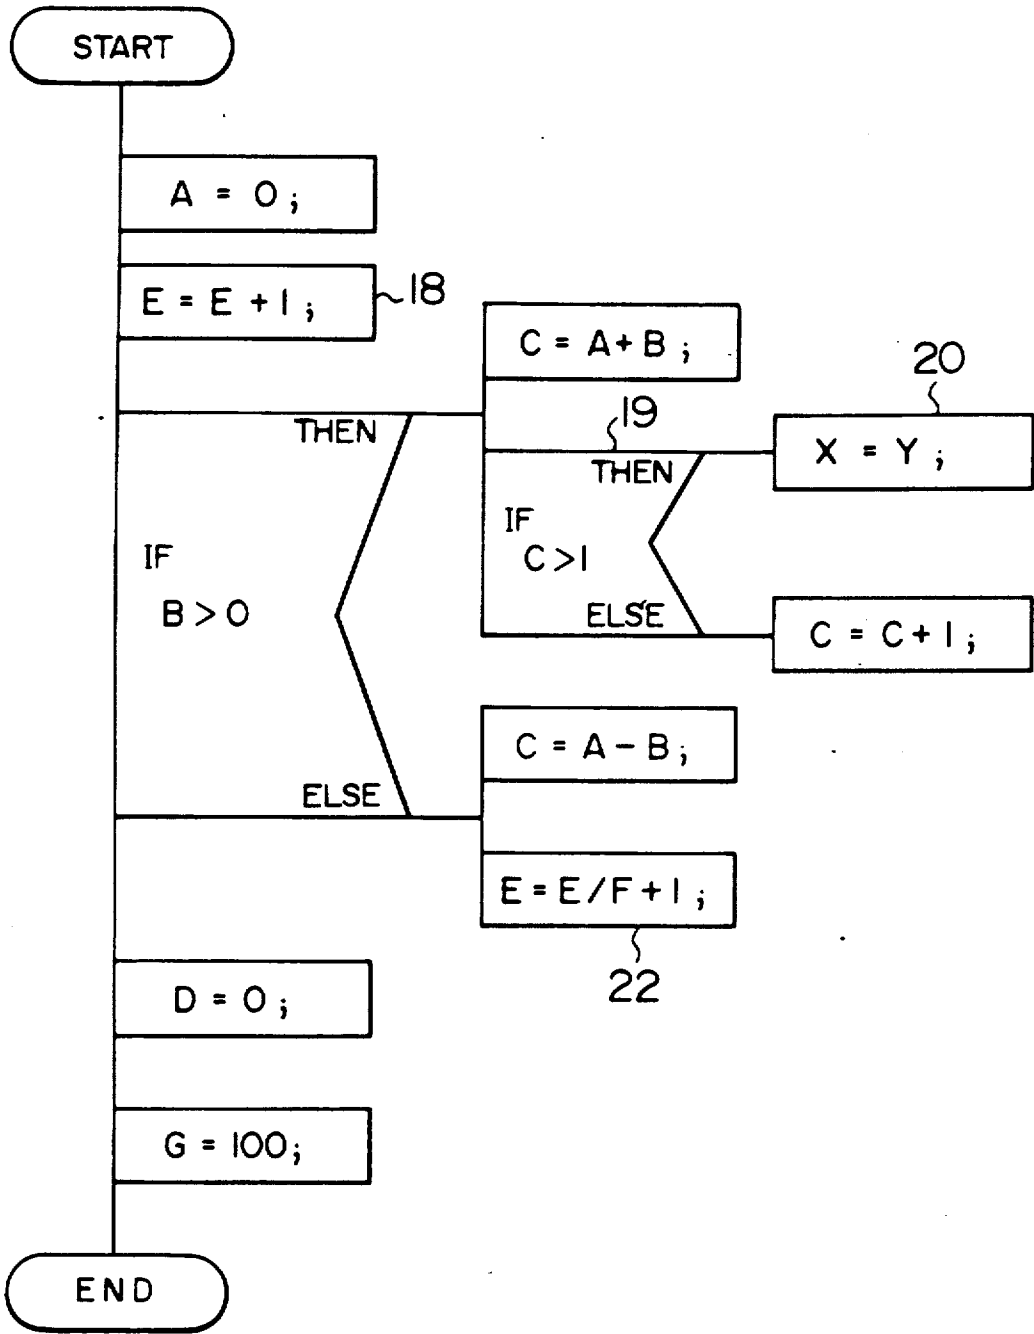 START
A = 0 ;
E = E + 1 ;
18
C = A + B ;
THEN
19
20
THEN
X = Y ;
IF
C > 1
ELSE
C = C + 1 ;
IF
B > 0
C = A - B ;
ELSE
E = E / F + 1 ;
22
D = 0 ;
G = 100 ;
END